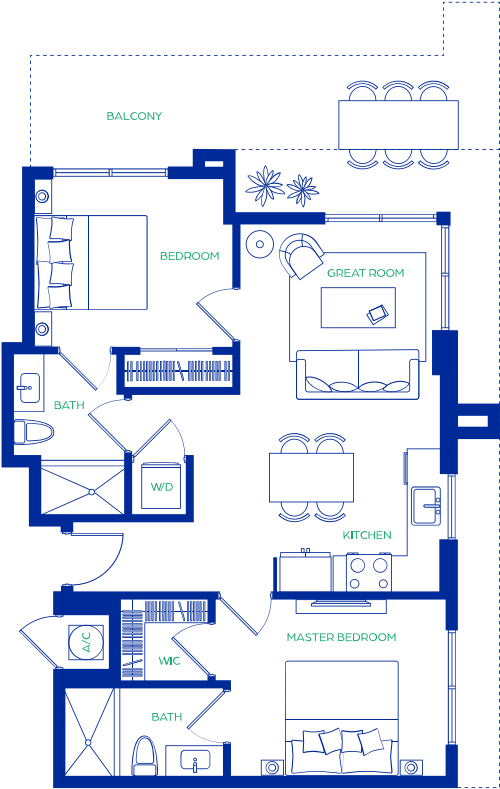 BALCONY
BEDROOM
GREAT ROOM
BATH
W/D
KITCHEN
A/C
WIC
MASTER BEDROOM
BATH